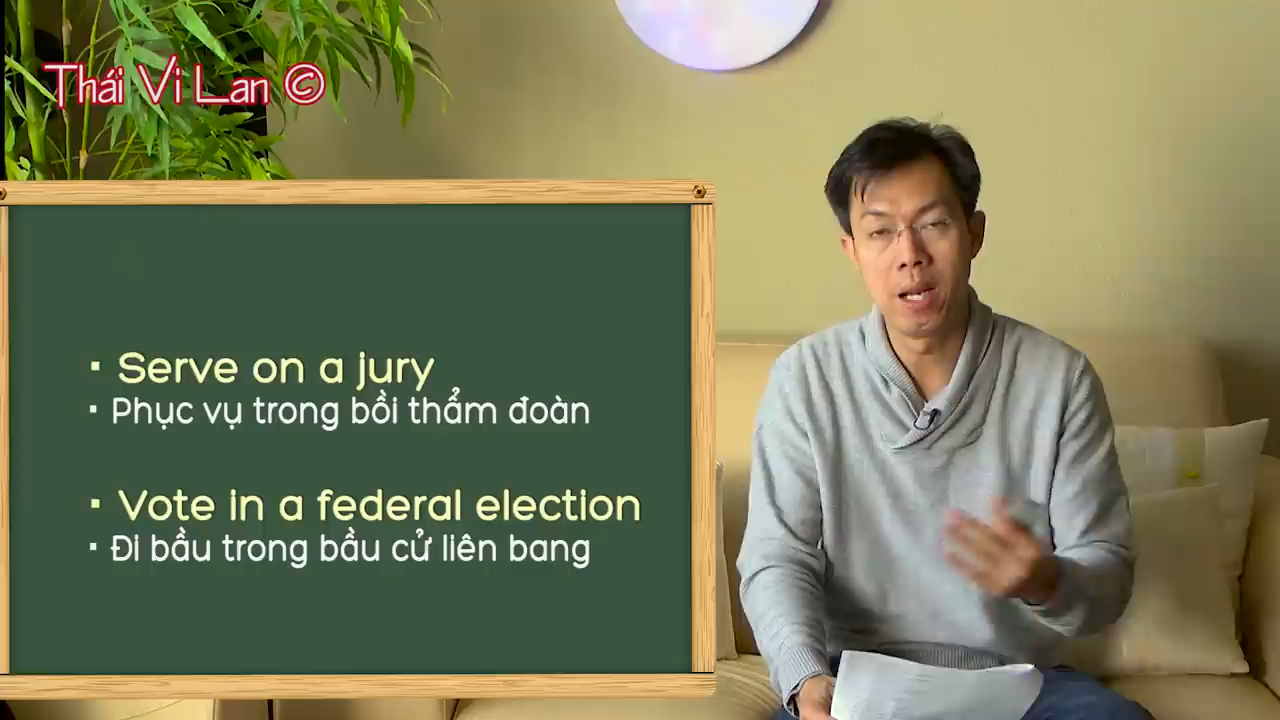 Thái Vi Lan ©
• Serve on a jury
• Phục vụ trong bồi thẩm đoàn
• Vote in a federal election
• Đi bầu trong bầu cử liên bang